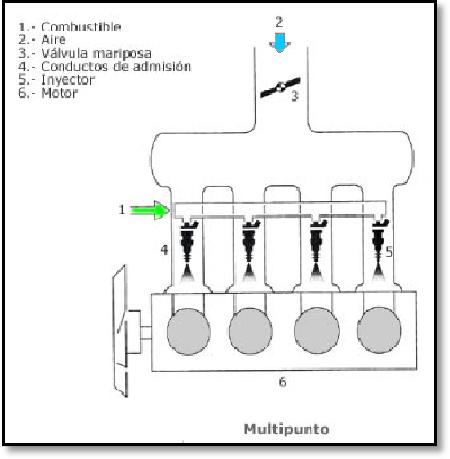 1.- Combustible
2.- Aire
3.- Válvula mariposa
4.- Conductos de admisión
5.- Inyector
6.- Motor
2
3
1
4
5
6
Multipunto